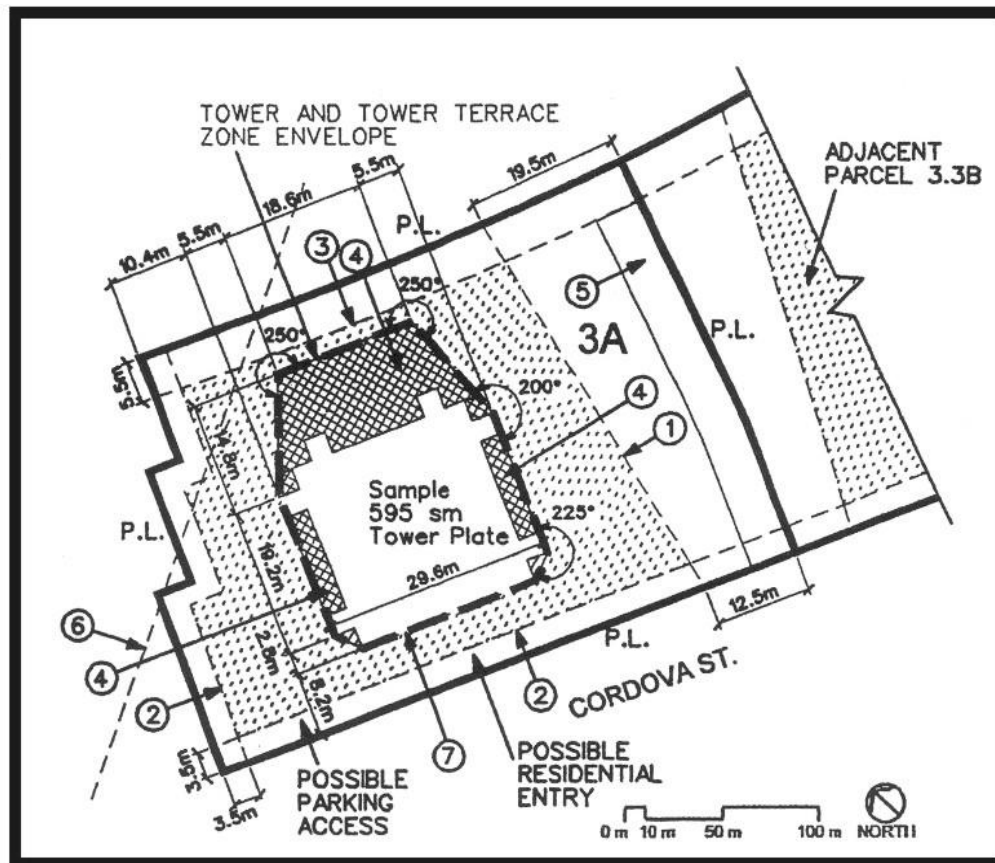 TOWER AND TOWER TERRACE
ZONE ENVELOPE
19.5m
ADJACENT
PARCEL 3.3B
5.5m
18.6m
5.5m
10.4m
P.L.
3
4
250°
250°
5
3A
P.L.
5.5m
200°
4
1
14.8m
Sample
595 sm
Tower Plate
225°
P.L.
19.2m
29.6m
12.5m
6
P.L.
4
2.8m
2
2
CORDOVA ST.
7
3.5m
3.5m
POSSIBLE
PARKING
ACCESS
POSSIBLE
RESIDENTIAL
ENTRY
0 m 10 m 50 m 100 m NORTH